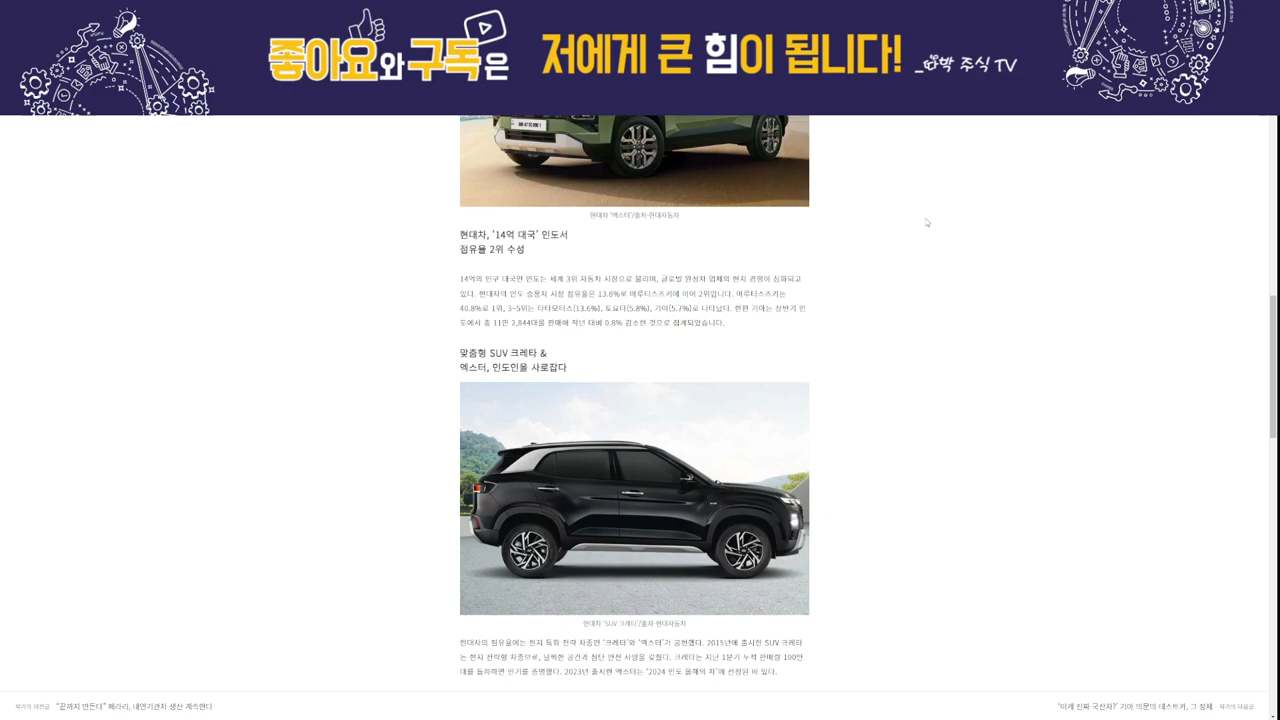 좋아요와 구독은 저에게 큰 힘이 됩니다! 박 주식 TV
현대차 '엑스터'/출처-현대자동차
현대차, '14억 대국' 인도서
점유율 2위 수성
14억의 인구 대국인 인도는 세계 3위 자동차 시장으로 불리며, 글로벌 완성차 업체의 현지 경쟁이 심화되고
있다. 현대차의 인도 승용차 시장 점유율은 13.8%로 마루티스즈키에 이어 2위입니다. 마루티스즈키는
40.8%로 1위, 3~5위는 타타모터스(13.6%), 토요타(5.8%), 기아(5.7%)로 나타났다. 한편 기아는 상반기 인
도에서 총 11만 2,844대를 판매해 작년 대비 0.8% 감소한 것으로 집계되었습니다.
맞춤형 SUV 크레타 &
엑스터, 인도인을 사로잡다
현대차 'SUV 크레타'/출처-현대자동차
현대차의 점유율에는 현지 특화 전략 차종인 '크레타'와 '엑스터'가 공헌했다. 2015년에 출시한 SUV 크레타
는 현지 전략형 차종으로, 널찍한 공간과 첨단 안전 사양을 갖췄다. 크레타는 지난 1분기 누적 판매량 100만
대를 돌파하면 인기를 증명했다. 2023년 출시된 엑스터는 '2024 인도 올해의 차'에 선정된 바 있다.
작가의 이전글 "끝까지 만든다" 페라리, 내연기관차 생산 계속한다
'이게 진짜 국산차?' 기아 의문의 테스트카, 그 정체 작가의 다음글